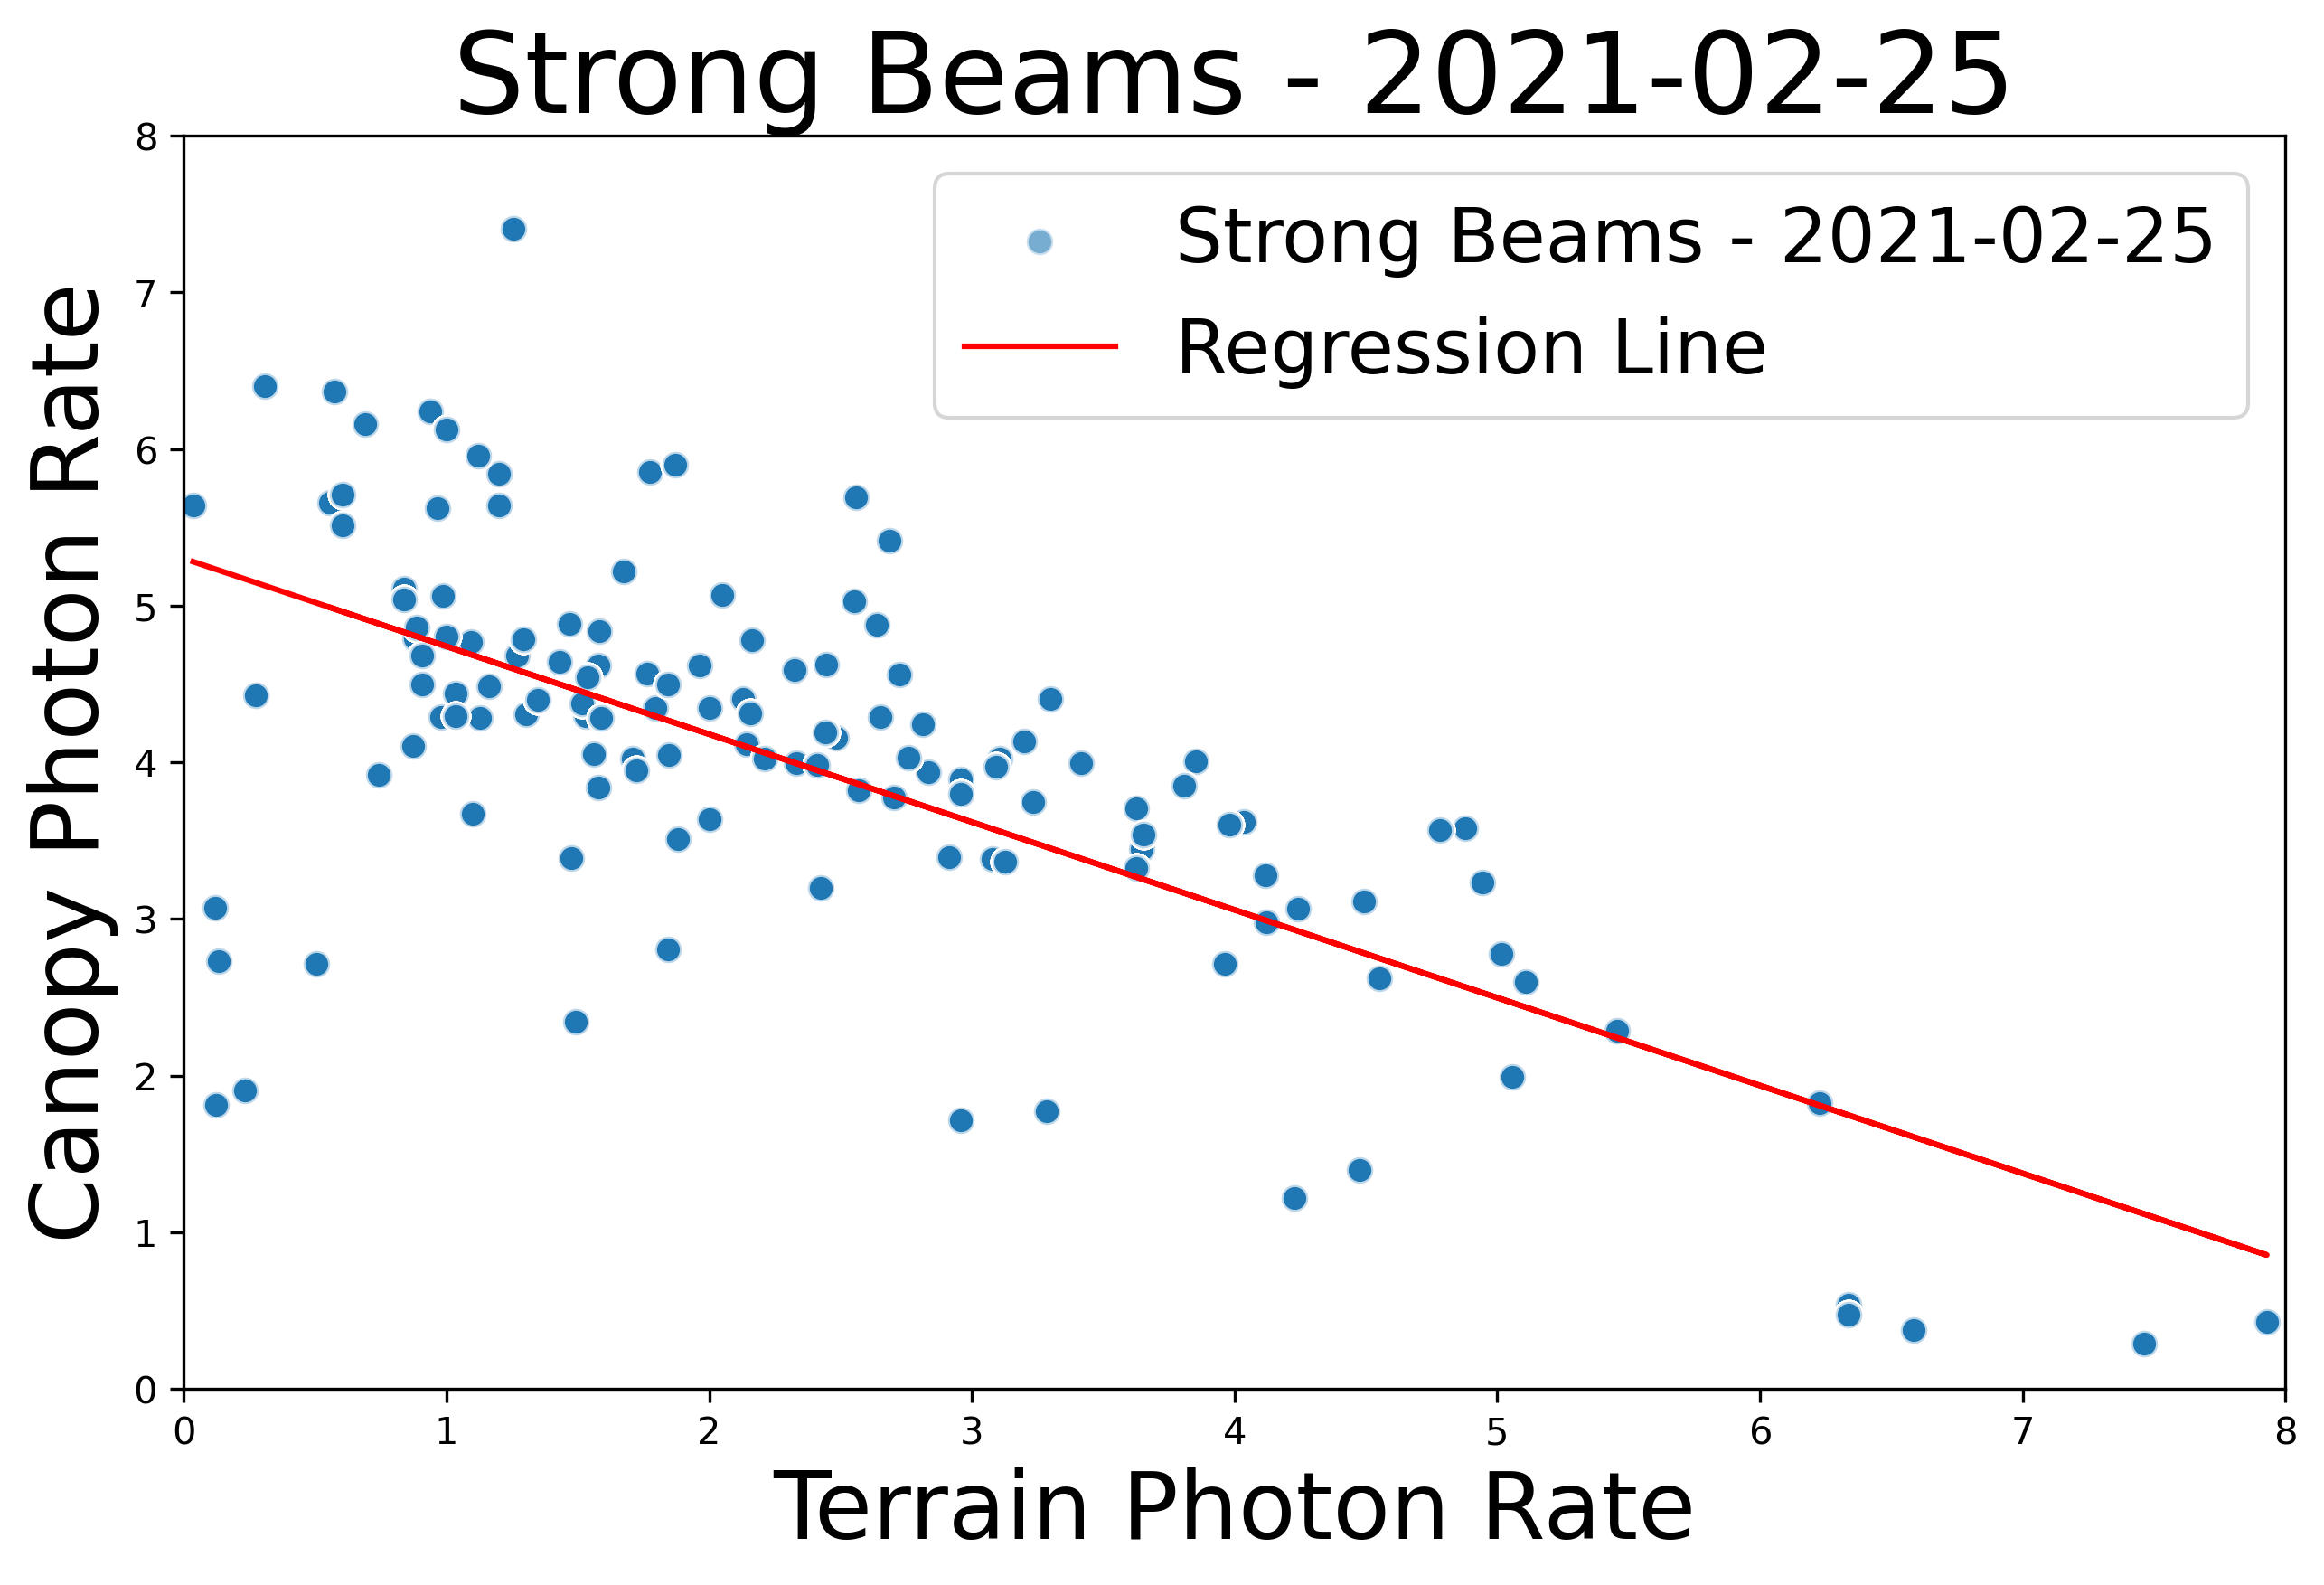 Strong Beams - 2021-02-25
Strong Beams - 2021-02-25
Regression Line
Canopy Photon Rate
8
7
6
5
4
3
2
1
0
0 1 2 3 4 5 6 7 8
Terrain Photon Rate